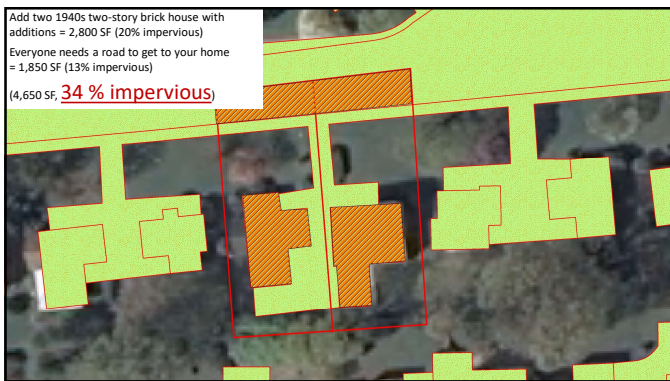 Add two 1940s two-story brick house with
additions = 2,800 SF (20% impervious)
Everyone needs a road to get to your home
= 1,850 SF (13% impervious)
(4,650 SF, 34 % impervious)